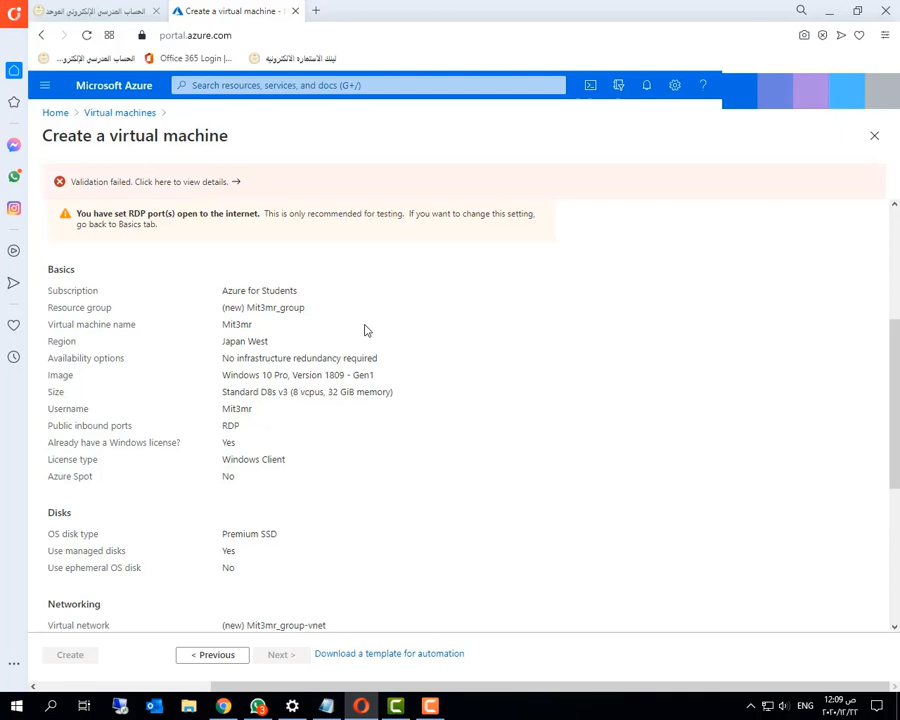 الحساب المدرسي الإلكتروني الموحد
Create a virtual machine -
portal.azure.com
الحساب المدرسي الإلكترو...
Office 365 Login |...
لينك الاستعاره الالكترونيه
Microsoft Azure
Search resources, services, and docs (G+/)
Home > Virtual machines >
Create a virtual machine
Validation failed. Click here to view details. →
You have set RDP port(s) open to the internet. This is only recommended for testing. If you want to change this setting,
go back to Basics tab.
Basics
Subscription Azure for Students
Resource group (new) Mit3mr_group
Virtual machine name Mit3mr
Region Japan West
Availability options No infrastructure redundancy required
Image Windows 10 Pro, Version 1809 - Gen1
Size Standard D8s v3 (8 vcpus, 32 GiB memory)
Username Mit3mr
Public inbound ports RDP
Already have a Windows license? Yes
License type Windows Client
Azure Spot No
Disks
OS disk type Premium SSD
Use managed disks Yes
Use ephemeral OS disk No
Networking
Virtual network (new) Mit3mr_group-vnet
Create
< Previous
Next >
Download a template for automation
ENG
12:09 ص
٢٠٢٠/١٢/٢٢